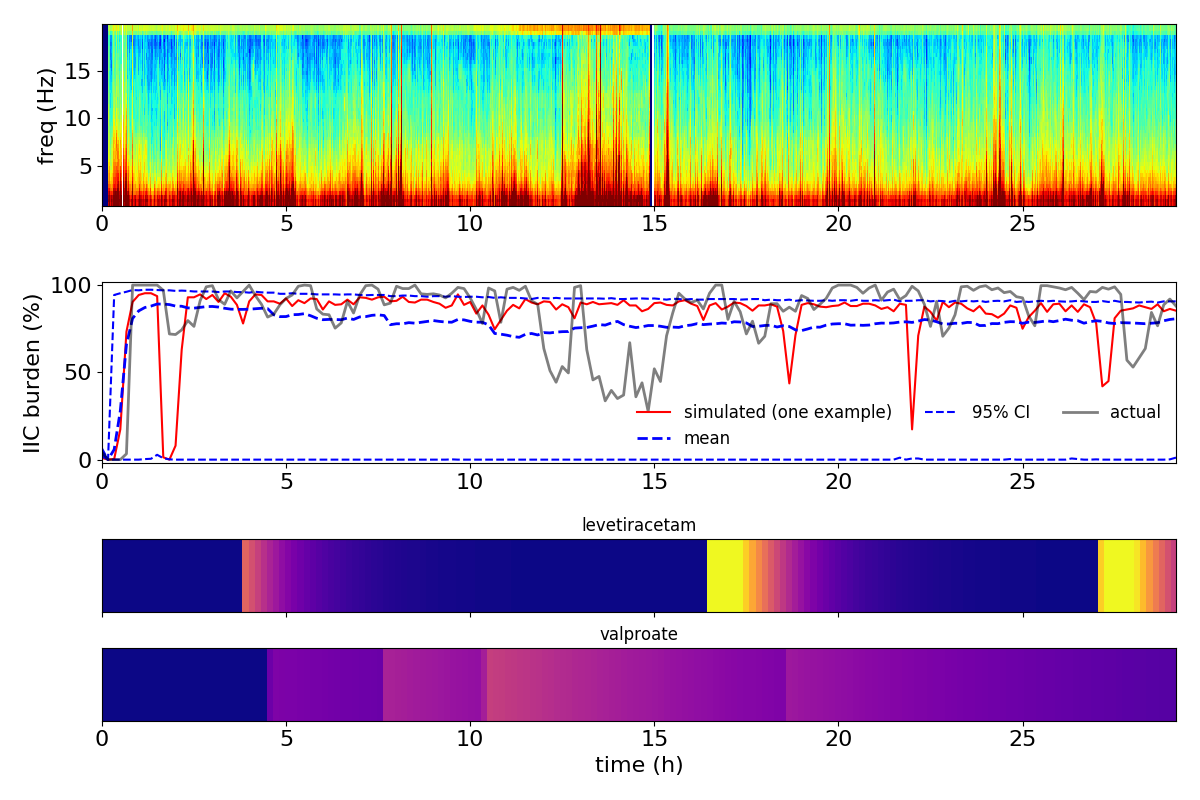 freq (Hz)
15
10
5
0 5 10 15 20 25
IIC burden (%)
100
50
0
simulated (one example) 95% CI actual
mean
0 5 10 15 20 25
levetiracetam
valproate
0 5 10 15 20 25
time (h)